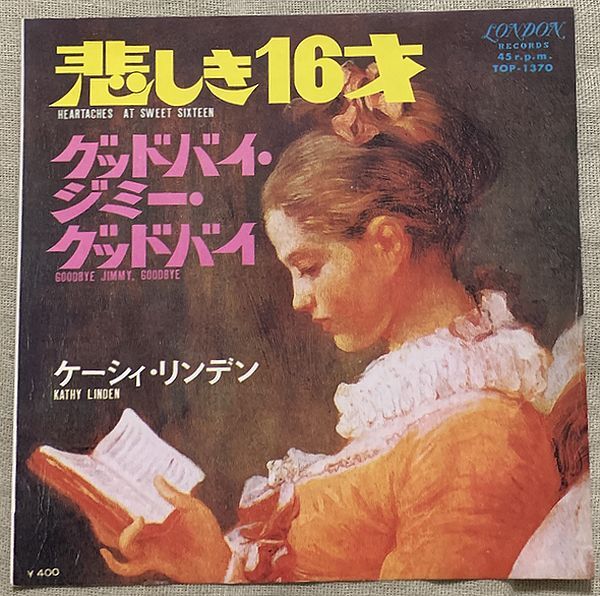 LONDON
RECORDS
45 r.p.m.
TOP-1370
悲しき16才
HEARTACHES AT SWEET SIXTEEN
グッドバイ・
ジミー・
グッドバイ
GOODBYE JIMMY, GOODBYE
ケーシィ・リンデン
KATHY LINDEN
¥400